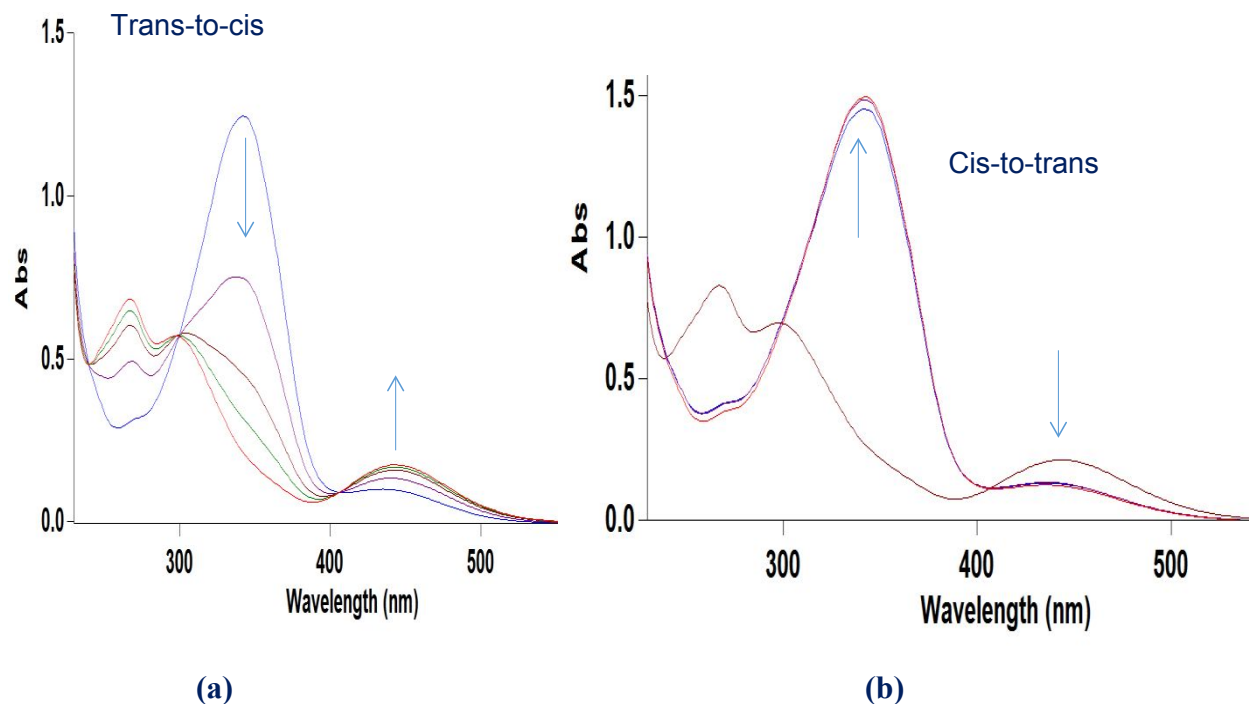 Trans-to-cis
1.5
1.0
0.5
0.0
Abs
300 400 500
Wavelength (nm)
(a)
Cis-to-trans
1.5
1.0
0.5
0.0
Abs
300 400 500
Wavelength (nm)
(b)